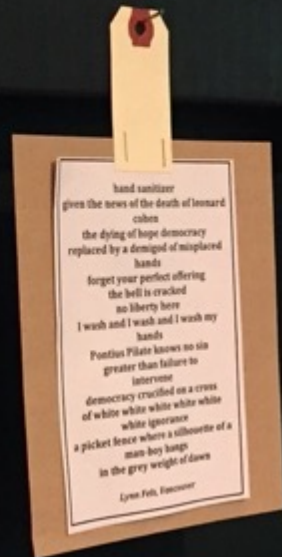 hand sanitizer
given the news of the death of leonard
cohen
the dying of hope democracy
replaced by a demigod of misplaced
hands
forget your perfect offering
the bell is cracked
no liberty here
I wash and I wash and I wash my
hands
Pontius Pilate knows no sin
greater than failure to
intervene
democracy crucified on a cross
of white white white white white
white ignorance
a picket fence where a silhouette of a
man-boy hangs
in the grey weight of dawn
Lynn Fels, Vancouver